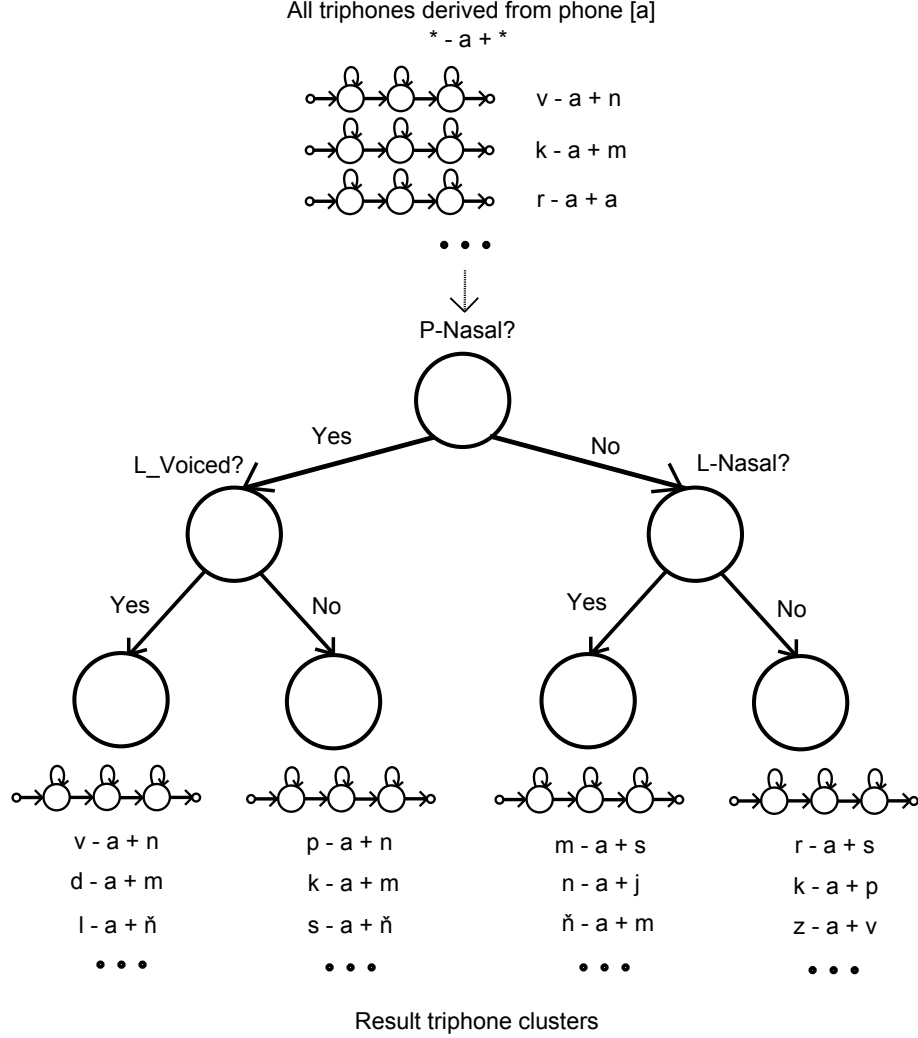 All triphones derived from phone [a]
* - a + *
v - a + n
k - a + m
r - a + a
P-Nasal?
Yes
No
L_Voiced?
L-Nasal?
Yes
No
Yes
No
v - a + n
d - a + m
l - a + ň
p - a + n
k - a + m
s - a + ň
m - a + s
n - a + j
ň - a + m
r - a + s
k - a + p
z - a + v
Result triphone clusters